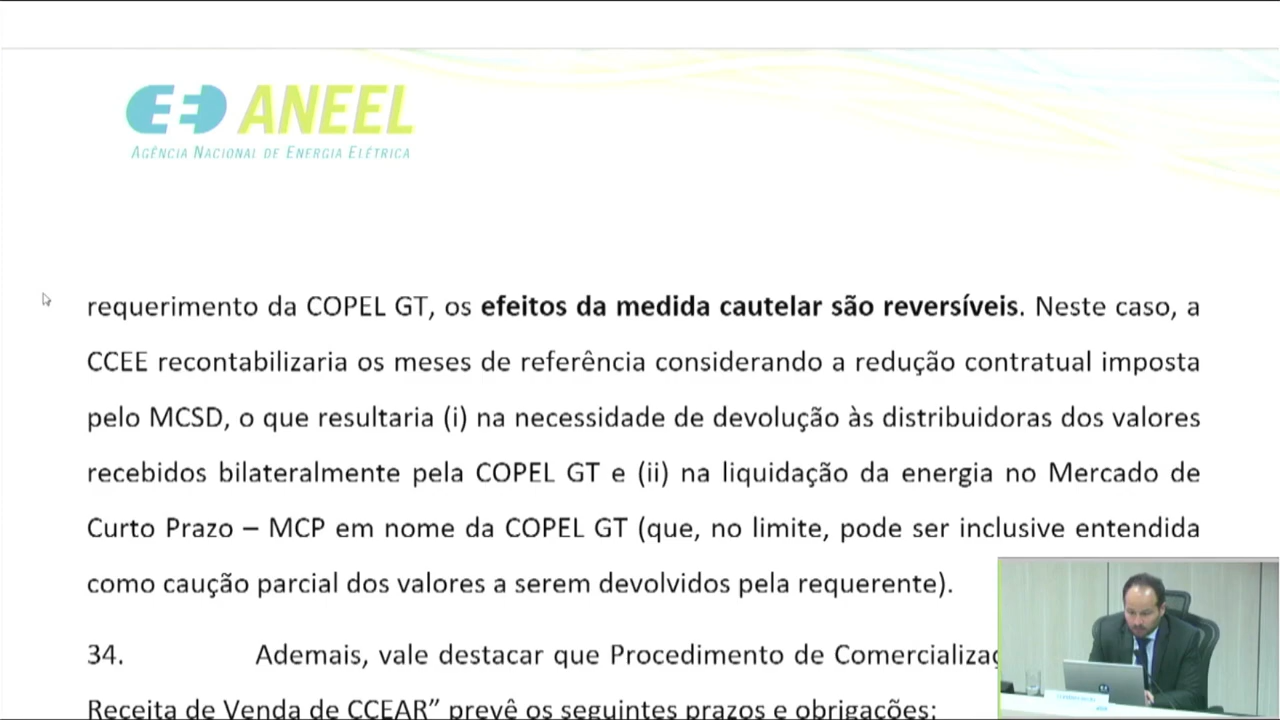 ANEEL
AGÊNCIA NACIONAL DE ENERGIA ELÉTRICA
requerimento da COPEL GT, os efeitos da medida cautelar são reversíveis. Neste caso, a
CCEE recontabilizaria os meses de referência considerando a redução contratual imposta
pelo MCSD, o que resultaria (i) na necessidade de devolução às distribuidoras dos valores
recebidos bilateralmente pela COPEL GT e (ii) na liquidação da energia no Mercado de
Curto Prazo – MCP em nome da COPEL GT (que, no limite, pode ser inclusive entendida
como caução parcial dos valores a serem devolvidos pela requerente).
34. Ademais, vale destacar que Procedimento de
Receita de Venda de CCEAR” prevê os seguintes prazos e obrigações: